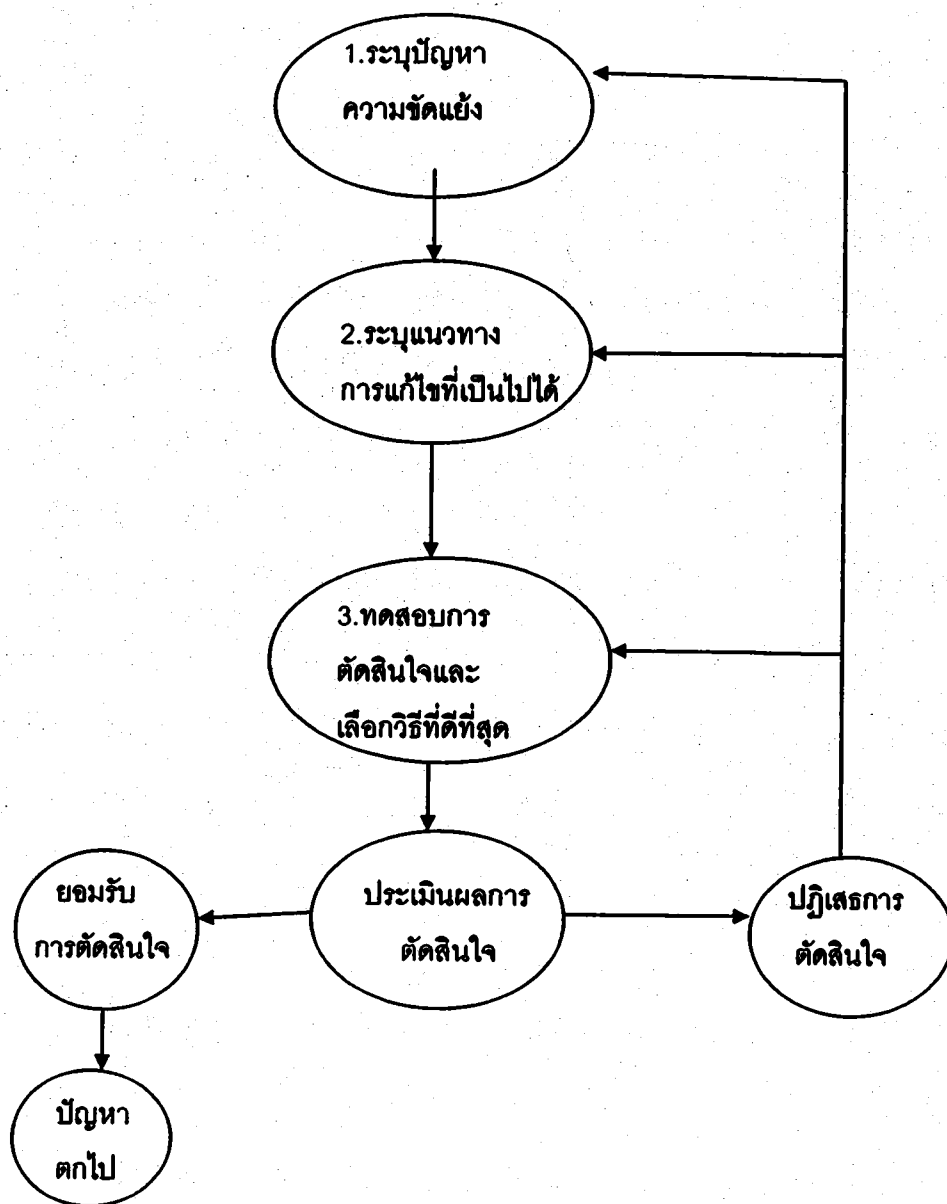 1.ระบุปัญหา
ความขัดแย้ง
2.ระบุแนวทาง
การแก้ไขที่เป็นไปได้
3.ทดสอบการ
ตัดสินใจและ
เลือกวิธีที่ดีที่สุด
ยอมรับ
การตัดสินใจ
ประเมินผลการ
ตัดสินใจ
ปฏิเสธการ
ตัดสินใจ
ปัญหา
ตกไป